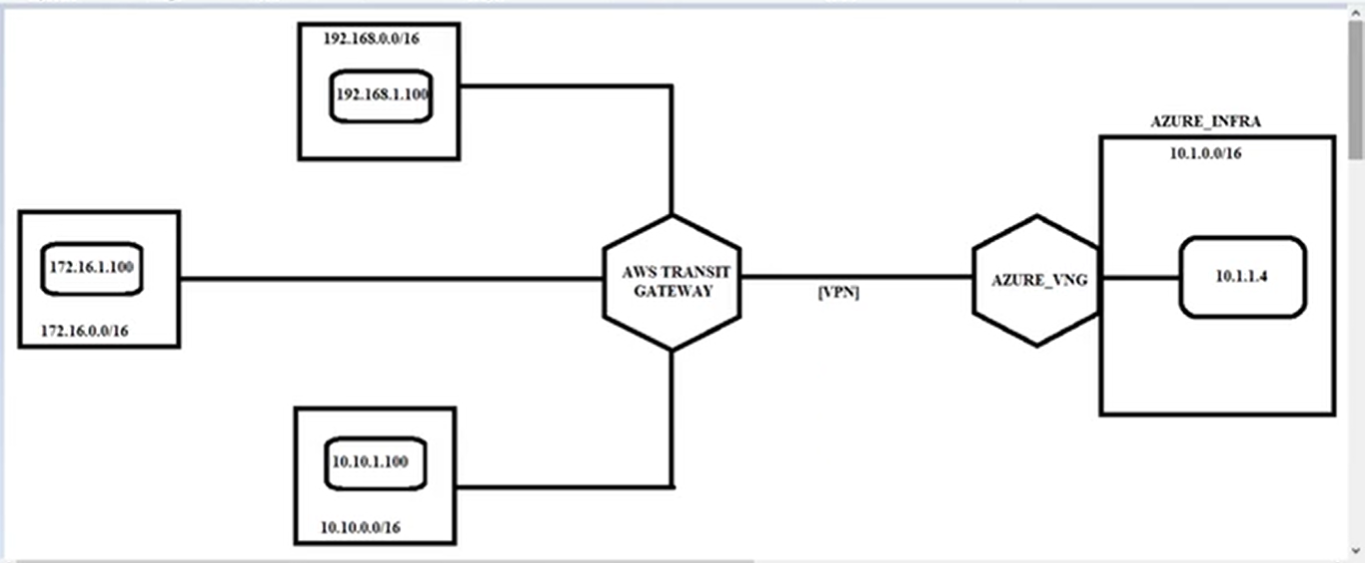 192.168.0.0/16
192.168.1.100
AZURE_INFRA
10.1.0.0/16
172.16.1.100
172.16.0.0/16
AWS TRANSIT
GATEWAY
[VPN]
AZURE_VNG
10.1.1.4
10.10.1.100
10.10.0.0/16